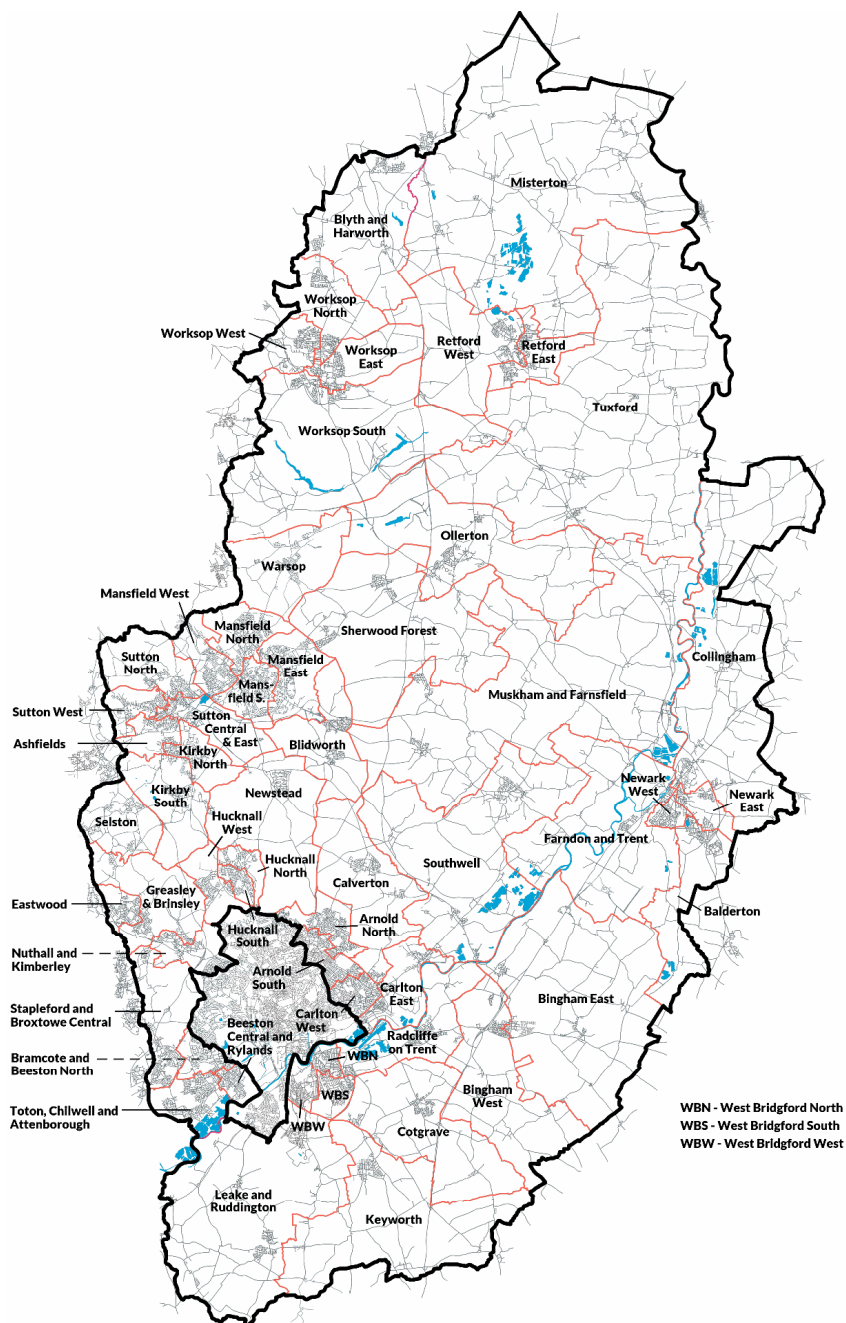 Misterton
Blyth and
Harworth
Worksop
North
Worksop West
Worksop
East
Retford
West
Retford
East
Tuxford
Worksop South
Ollerton
Warsop
Mansfield West
Mansfield
North
Sherwood Forest
Sutton
North
Mansfield
East
Collingham
Mans-
field S.
Muskham and Farnsfield
Sutton West
Sutton
Central
& East
Ashfields
Kirkby
North
Blidworth
Newark
West
Newark
East
Kirkby
South
Newstead
Selston
Hucknall
West
Farndon and Trent
Hucknall
North
Southwell
Calverton
Greasley
& Brinsley
Eastwood
Balderton
Arnold
North
Hucknall
South
Nuthall and
Kimberley
Arnold
South
Carlton
East
Bingham East
Stapleford and
Broxtowe Central
Carlton
West
Beeston
Central and
Rylands
Radcliffe
on Trent
Bramcote and
Beeston North
WBN
WBS
Bingham
West
Toton, Chilwell and
Attenborough
WBW
Cotgrave
WBN - West Bridgford North
WBS - West Bridgford South
WBW - West Bridgford West
Leake and
Ruddington
Keyworth